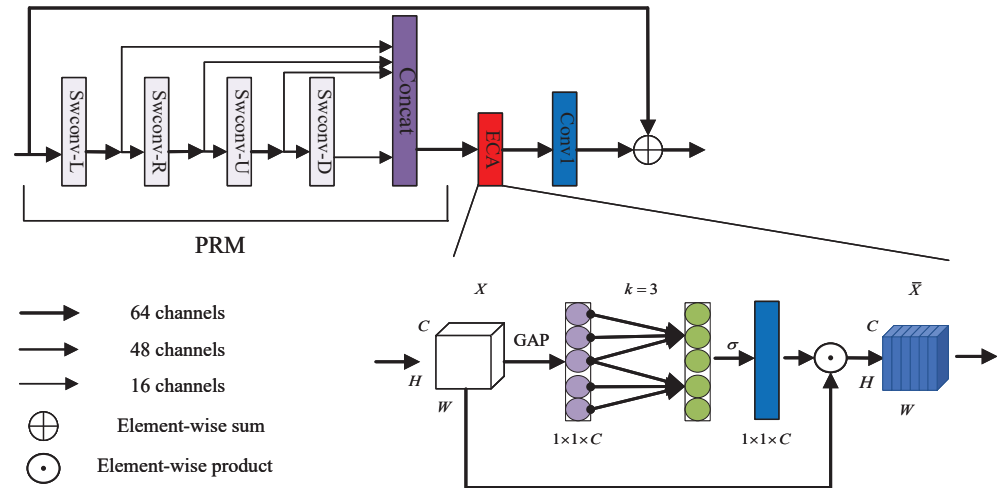 Swconv-L
Swconv-R
Swconv-U
Swconv-D
Concat
ECA
Conv1
PRM
64 channels
48 channels
16 channels
Element-wise sum
Element-wise product
X
C
H
W
GAP
k = 3
1×1×C
σ
1×1×C
X̄
C
H
W